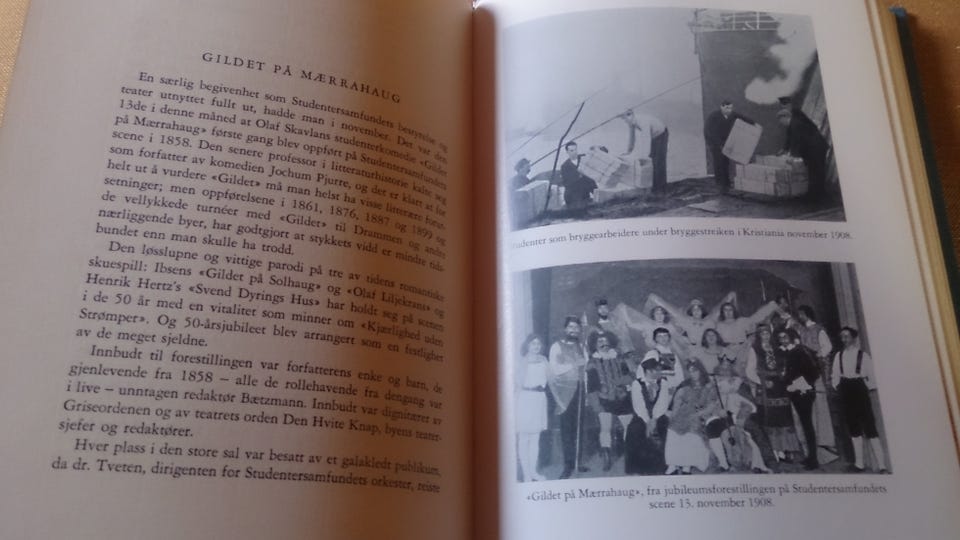 GILDET PÅ MÆRRAHAUG
En særlig begivenhet som Studentersamfundets bestyrelse og
teater utnyttet fullt ut, hadde man i november. Det var den
13de i denne måned at Olaf Skavlans studenterkomedie «Gildet
på Mærrahaug» første gang blev oppført på Studentersamfundets
scene i 1858. Den senere professor i litteraturhistorie kalte seg
som forfatter av komedien Jochum Pjurre, og det er klart at for
helt ut å vurdere «Gildet» må man helst ha visse litterære forut-
setninger; men oppførelsene i 1861, 1876, 1887 og 1899 og
de vellykkede turnéer med «Gildet» til Drammen og andre
nærliggende byer, har godtgjort at stykkets vidd er mindre tids-
bundet enn man skulle ha trodd.
Den løsslupne og vittige parodi på tre av tidens romantiske
skuespill: Ibsens «Gildet på Solhaug» og «Olaf Liljekrans» og
Henrik Hertz's «Svend Dyrings Hus» har holdt seg på scenen
i de 50 år med en vitalitet som minner om «Kjærlighed uden
Strømper». Og 50-årsjubileet blev arrangert som en festlighet
av de meget sjeldne.
Innbudt til forestillingen var forfatterens enke og barn, de
gjenlevende fra 1858 – alle de rollehavende fra dengang var
i live – unntagen redaktør Bætzmann. Innbudt var dignitærer av
Griseordenen og av teatrets orden Den Hvite Knap, byens teater-
sjefer og redaktører.
Hver plass i den store sal var besatt av et galakledt publikum,
da dr. Tveten, dirigenten for Studentersamfundets orkester, reiste
Studenter som bryggearbeidere under bryggestreiken i Kristiania november 1908.
«Gildet på Mærrahaug», fra jubileumsforestillingen på Studentersamfundets
scene 13. november 1908.